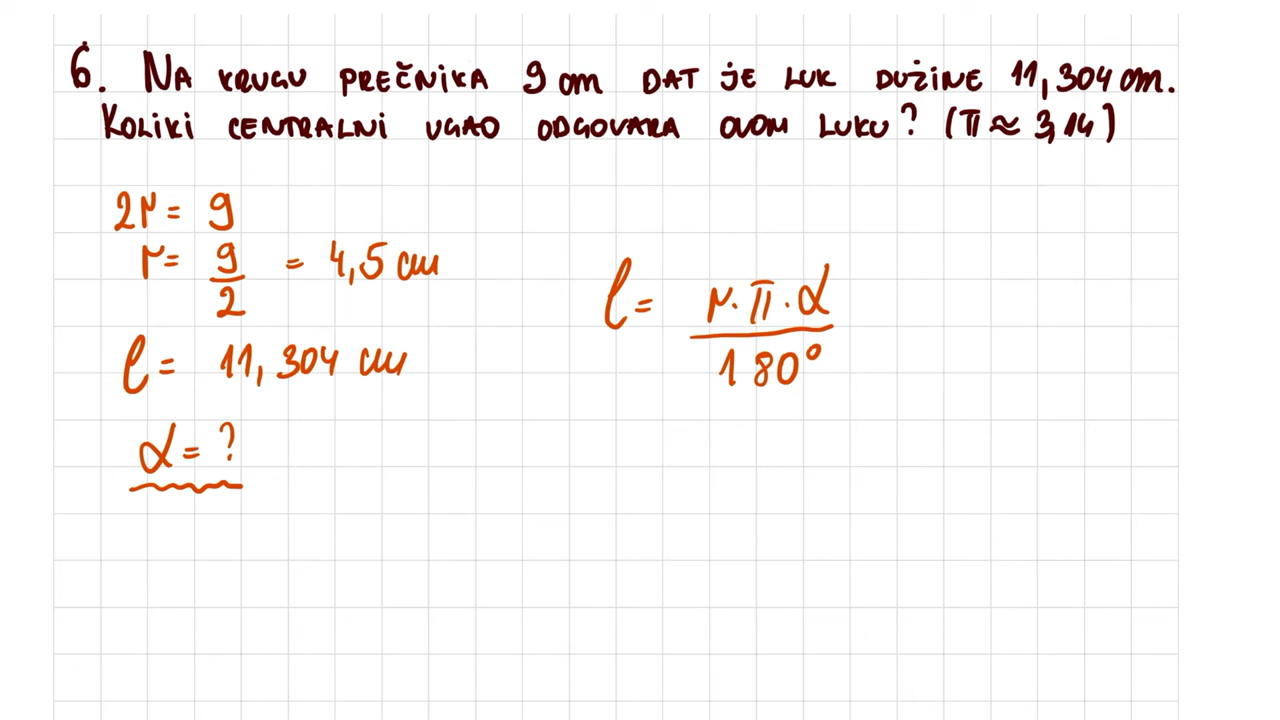 6. NA KRUGU PREČNIKA 9 cm DAT JE LUK DUŽINE 11,304 cm.
KOLIKI CENTRALNI UGAO ODGOVARA OVOM LUKU? (π ≈ 3,14)
2r = 9
r = 9/2 = 4,5 cm
l = r·π·α/180°
l = 11,304 cm
α = ?